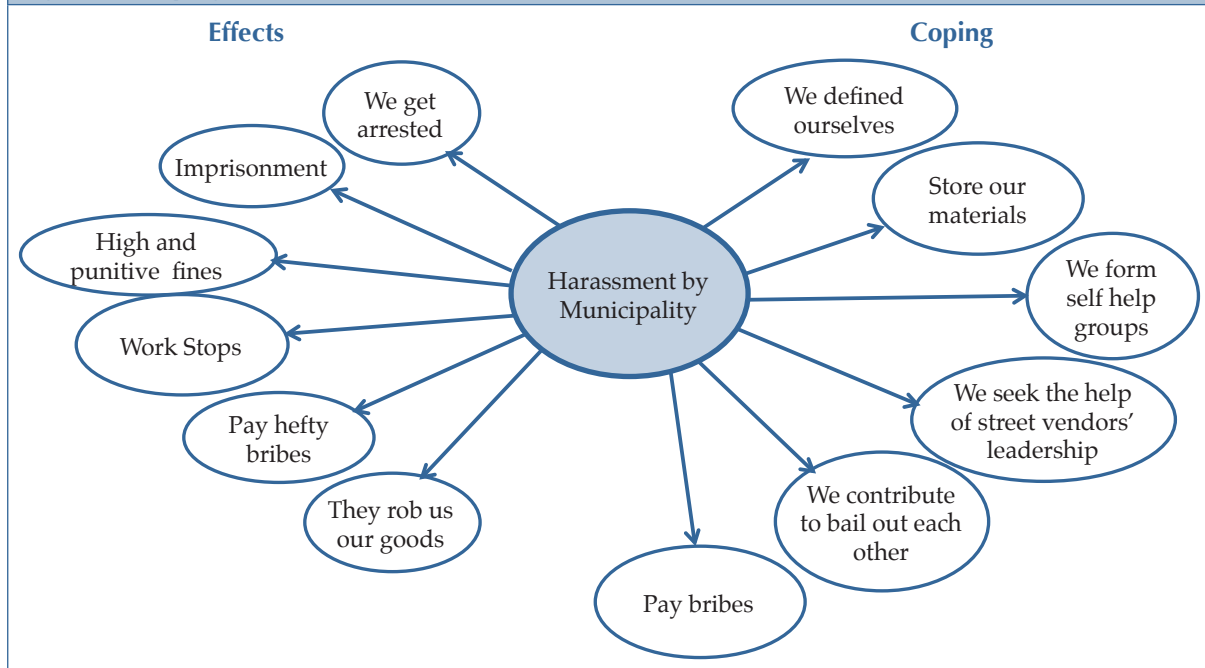 Effects
Coping
We get
arrested
Imprisonment
High and
punitive fines
Work Stops
Pay hefty
bribes
They rob us
our goods
Harassment by
Municipality
We defined
ourselves
Store our
materials
We form
self help
groups
We seek the help
of street vendors’
leadership
We contribute
to bail out each
other
Pay bribes